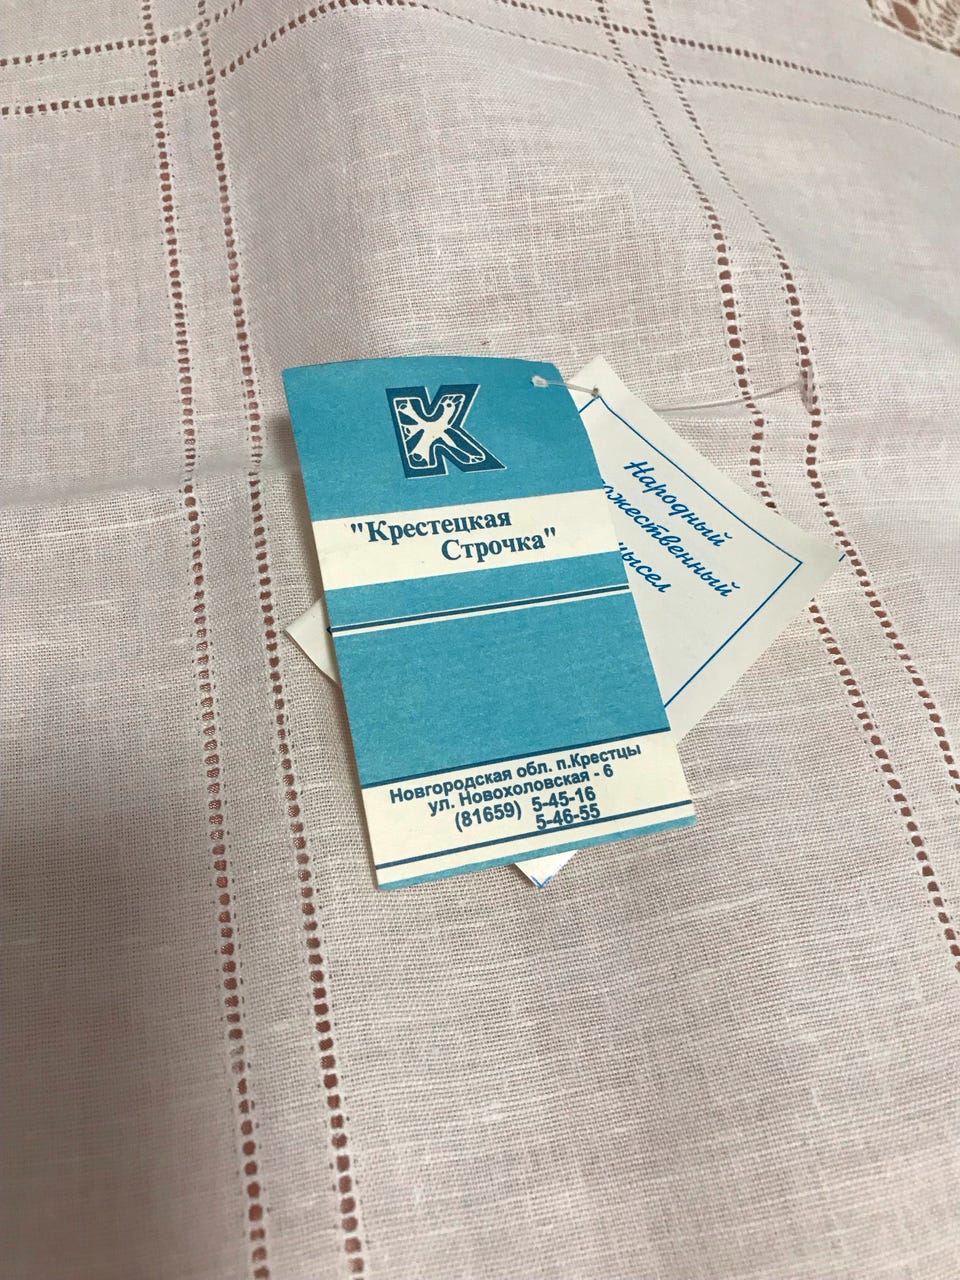 К
"Крестецкая
Строчка"
Новгородская обл. п.Крестцы
ул. Новохоловская - 6
(81659) 5-45-16
5-46-55
Народный